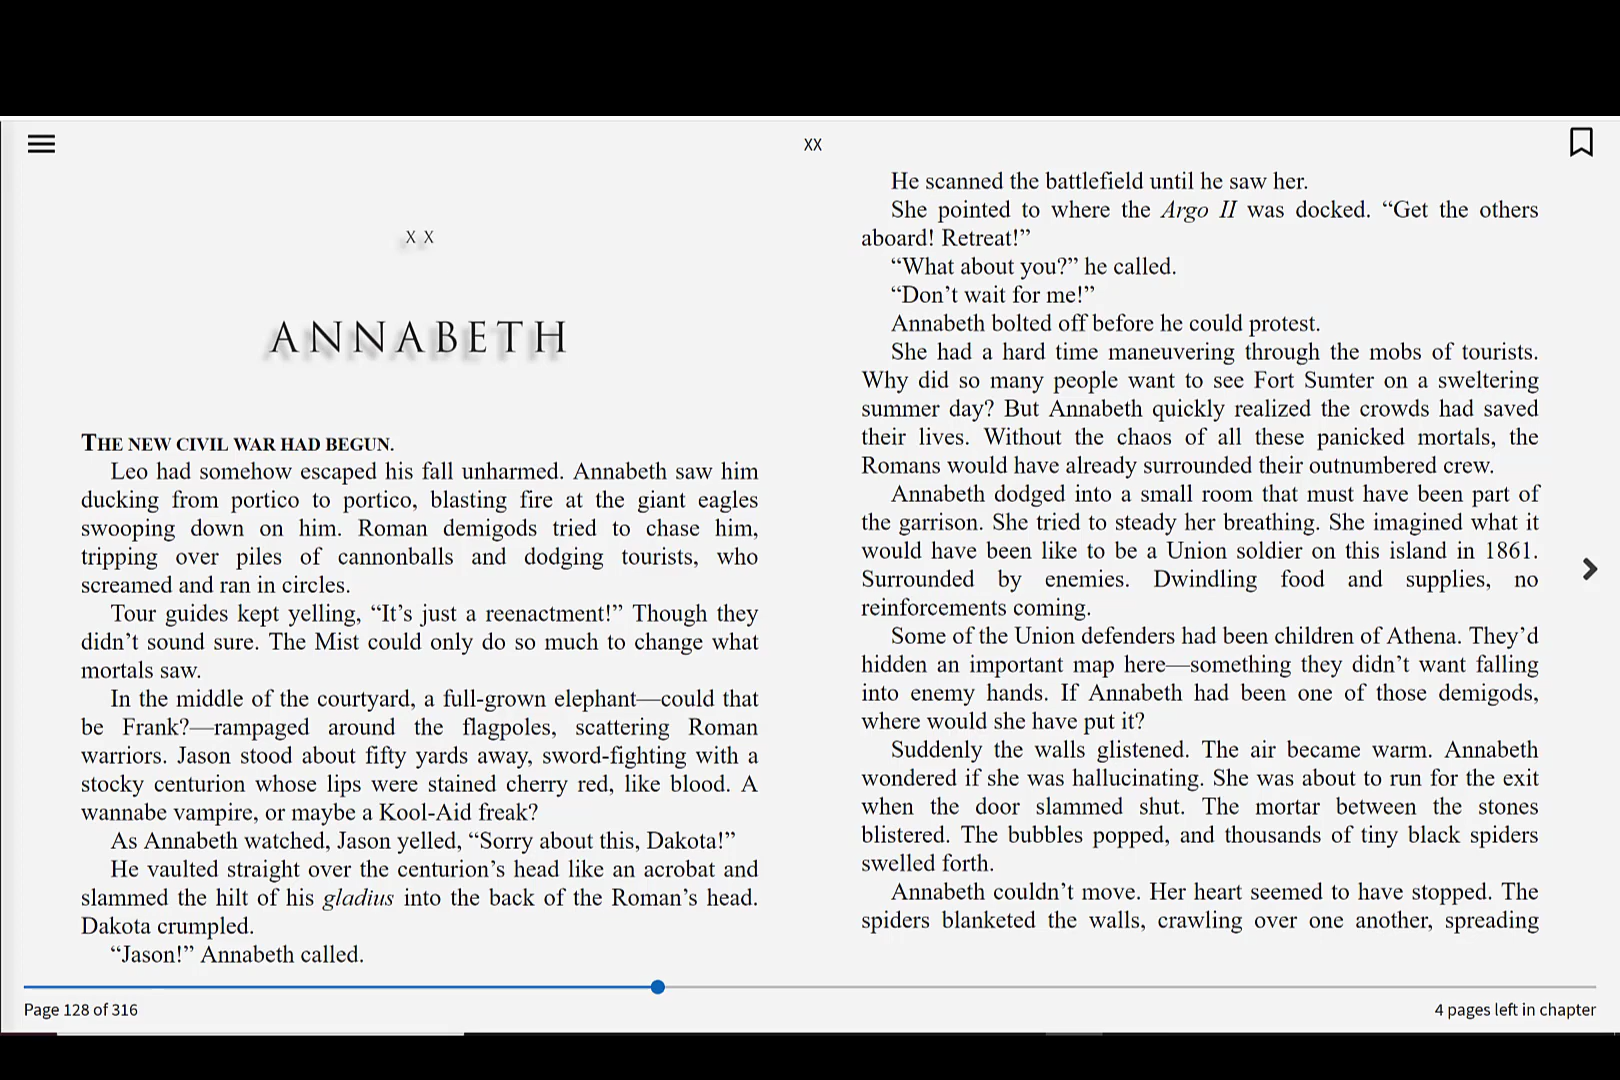 XX
X X
ANNABETH
THE NEW CIVIL WAR HAD BEGUN.
Leo had somehow escaped his fall unharmed. Annabeth saw him
ducking from portico to portico, blasting fire at the giant eagles
swooping down on him. Roman demigods tried to chase him,
tripping over piles of cannonballs and dodging tourists, who
screamed and ran in circles.
Tour guides kept yelling, “It’s just a reenactment!” Though they
didn’t sound sure. The Mist could only do so much to change what
mortals saw.
In the middle of the courtyard, a full-grown elephant—could that
be Frank?—rampaged around the flagpoles, scattering Roman
warriors. Jason stood about fifty yards away, sword-fighting with a
stocky centurion whose lips were stained cherry red, like blood. A
wannabe vampire, or maybe a Kool-Aid freak?
As Annabeth watched, Jason yelled, “Sorry about this, Dakota!”
He vaulted straight over the centurion’s head like an acrobat and
slammed the hilt of his gladius into the back of the Roman’s head.
Dakota crumpled.
“Jason!” Annabeth called.
He scanned the battlefield until he saw her.
She pointed to where the Argo II was docked. “Get the others
aboard! Retreat!”
“What about you?” he called.
“Don’t wait for me!”
Annabeth bolted off before he could protest.
She had a hard time maneuvering through the mobs of tourists.
Why did so many people want to see Fort Sumter on a sweltering
summer day? But Annabeth quickly realized the crowds had saved
their lives. Without the chaos of all these panicked mortals, the
Romans would have already surrounded their outnumbered crew.
Annabeth dodged into a small room that must have been part of
the garrison. She tried to steady her breathing. She imagined what it
would have been like to be a Union soldier on this island in 1861.
Surrounded by enemies. Dwindling food and supplies, no
reinforcements coming.
Some of the Union defenders had been children of Athena. They’d
hidden an important map here—something they didn’t want falling
into enemy hands. If Annabeth had been one of those demigods,
where would she have put it?
Suddenly the walls glistened. The air became warm. Annabeth
wondered if she was hallucinating. She was about to run for the exit
when the door slammed shut. The mortar between the stones
blistered. The bubbles popped, and thousands of tiny black spiders
swelled forth.
Annabeth couldn’t move. Her heart seemed to have stopped. The
spiders blanketed the walls, crawling over one another, spreading
Page 128 of 316
4 pages left in chapter